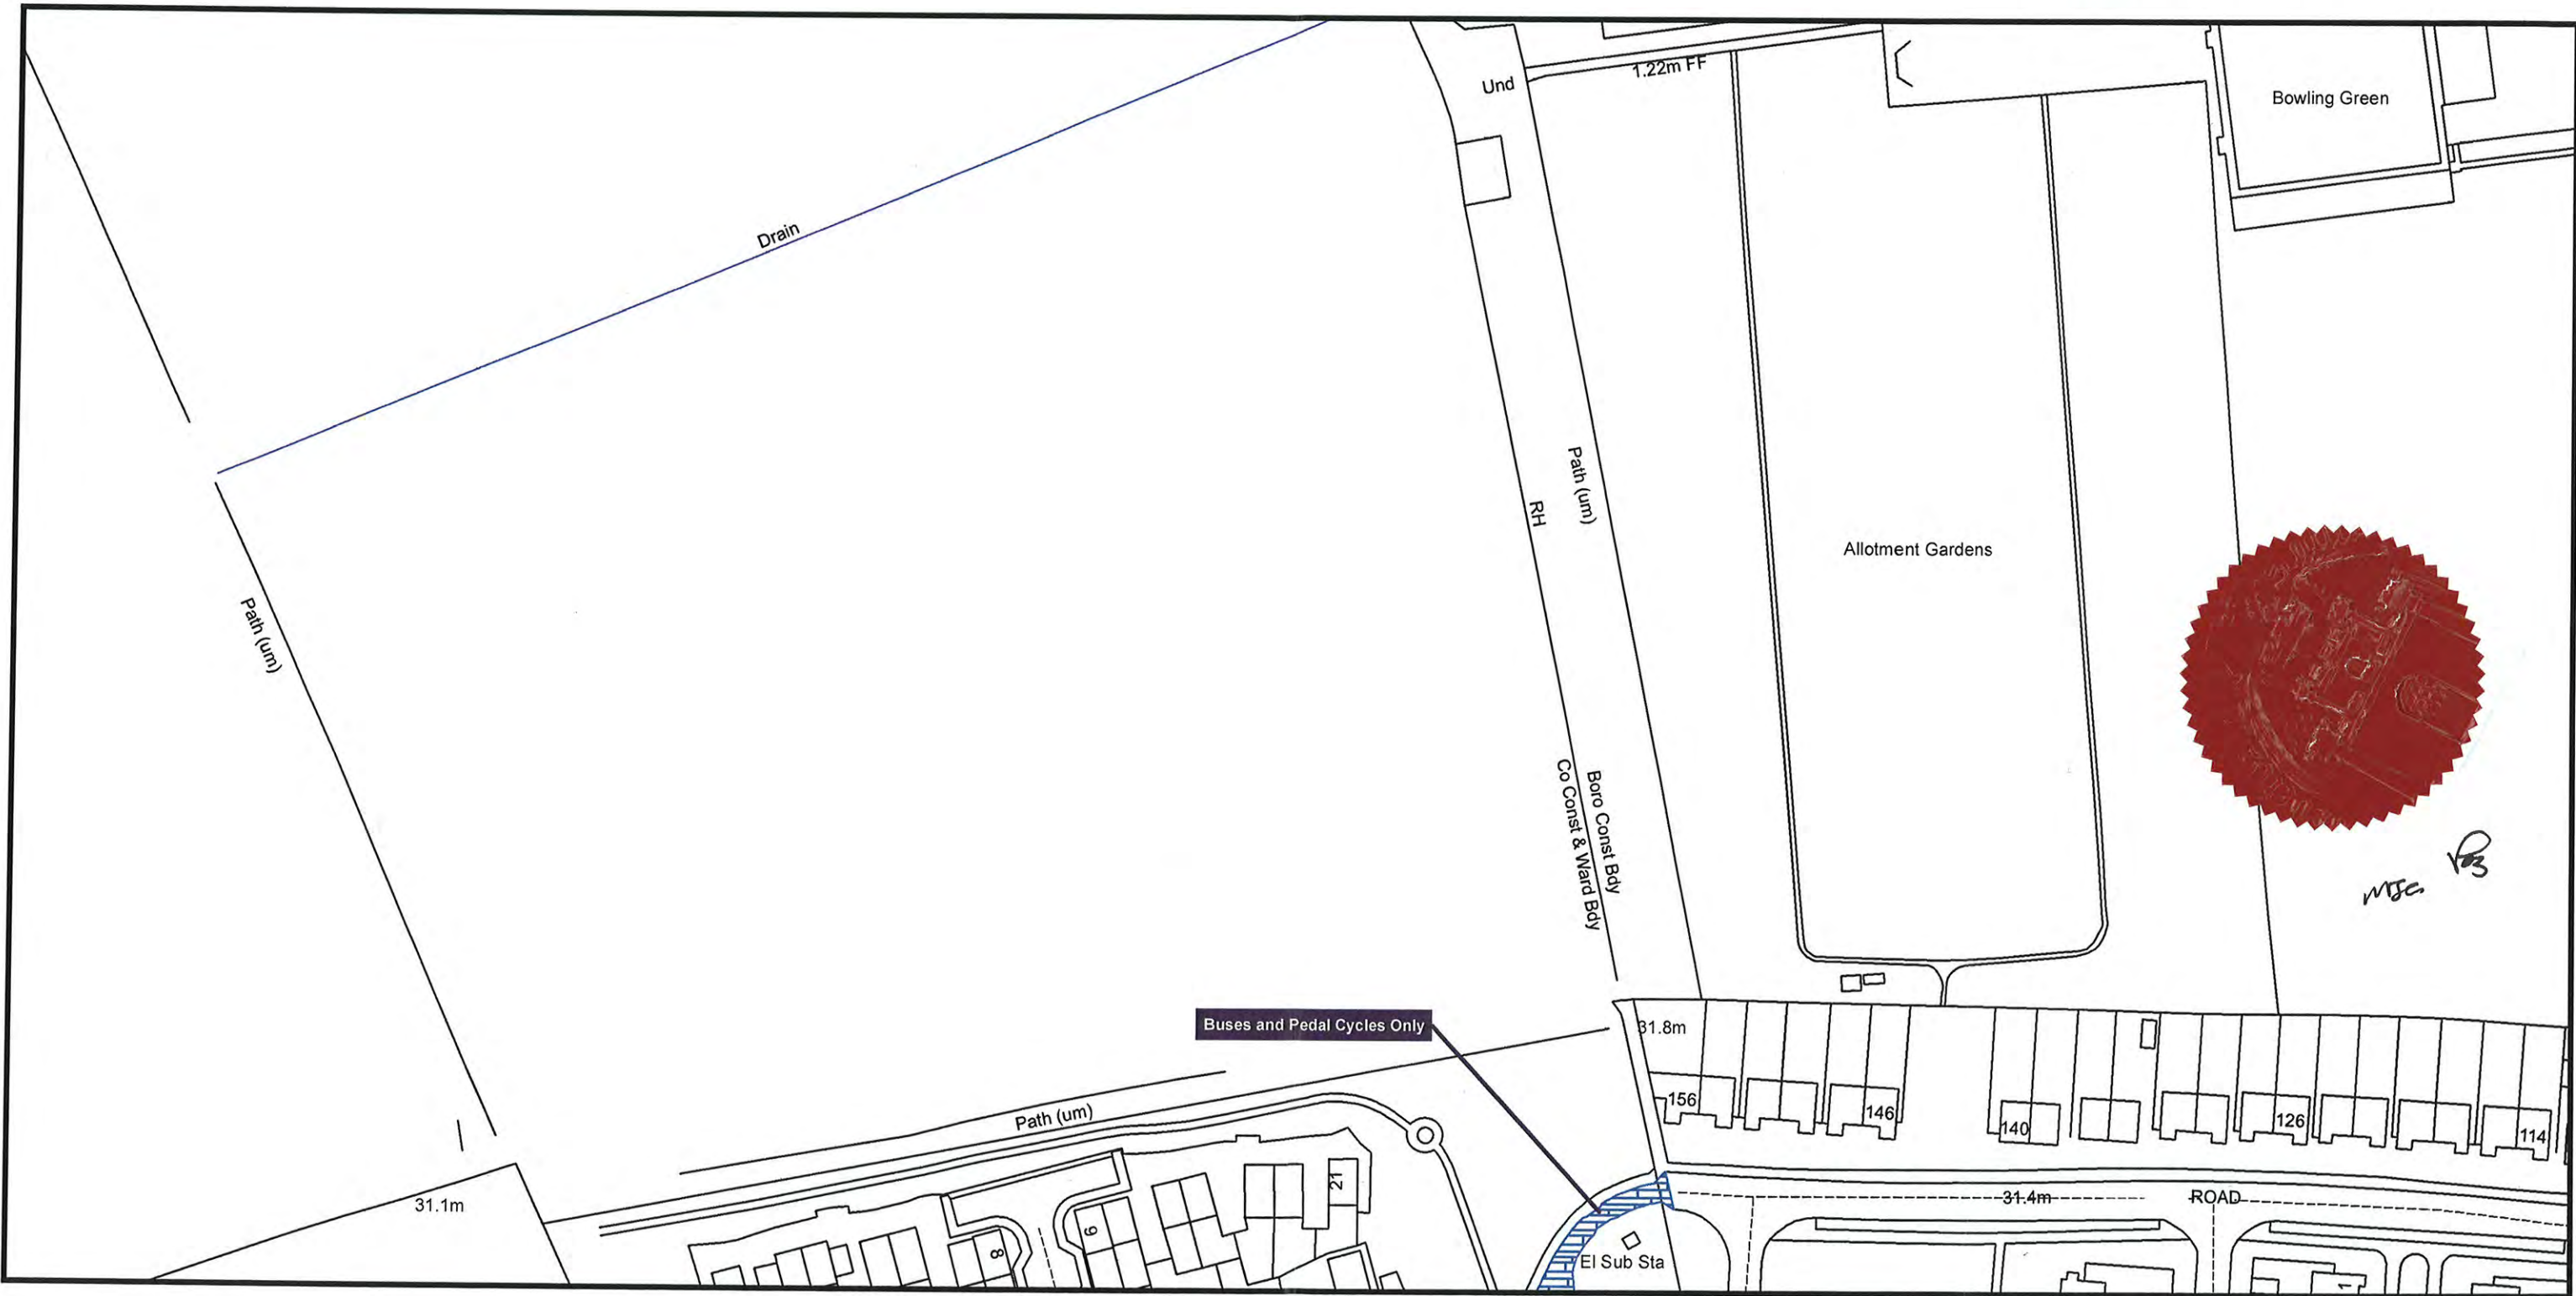 Und
1.22m FF
Bowling Green
Drain
Path (um)
RH
Allotment Gardens
Path (um)
Boro Const Bdy
Co Const & Ward Bdy
Buses and Pedal Cycles Only
31.8m
156
146
140
126
114
Path (um)
21
31.1m
6
8
31.4m
ROAD
El Sub Sta
1